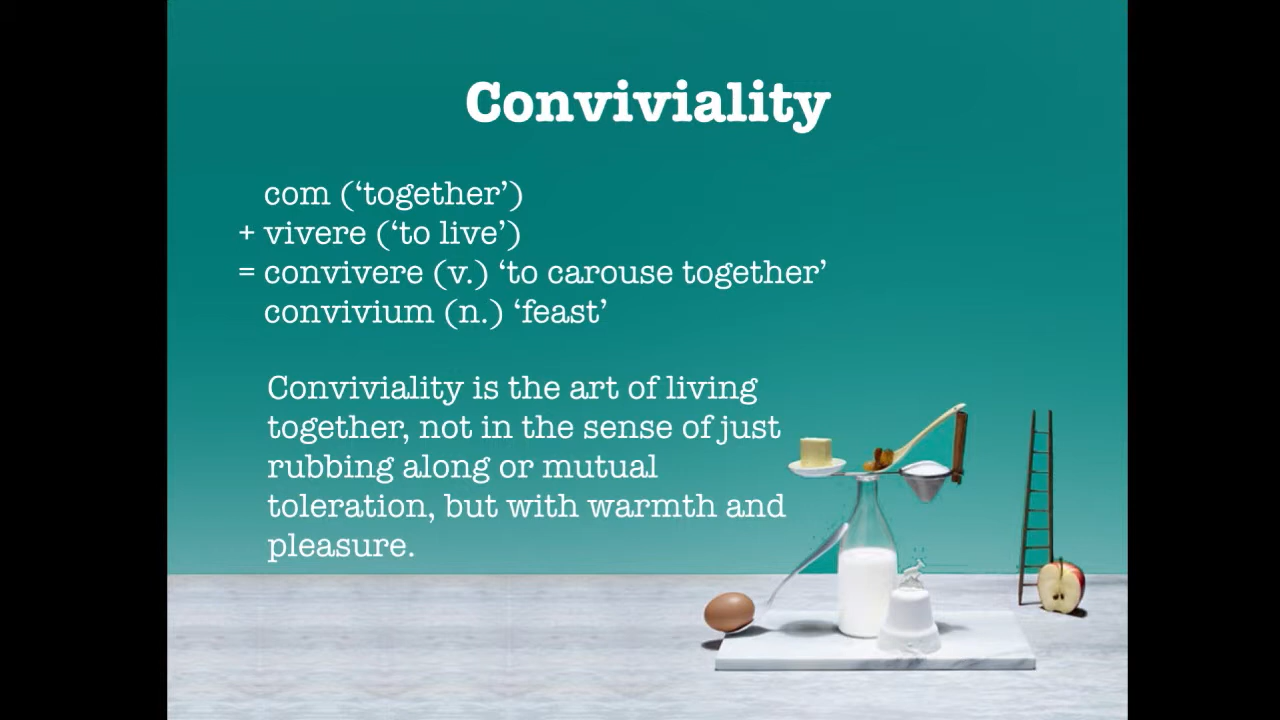 Conviviality
com (‘together’)
+ vivere (‘to live’)
= convivere (v.) ‘to carouse together’
convivium (n.) ‘feast’
Conviviality is the art of living
together, not in the sense of just
rubbing along or mutual
toleration, but with warmth and
pleasure.